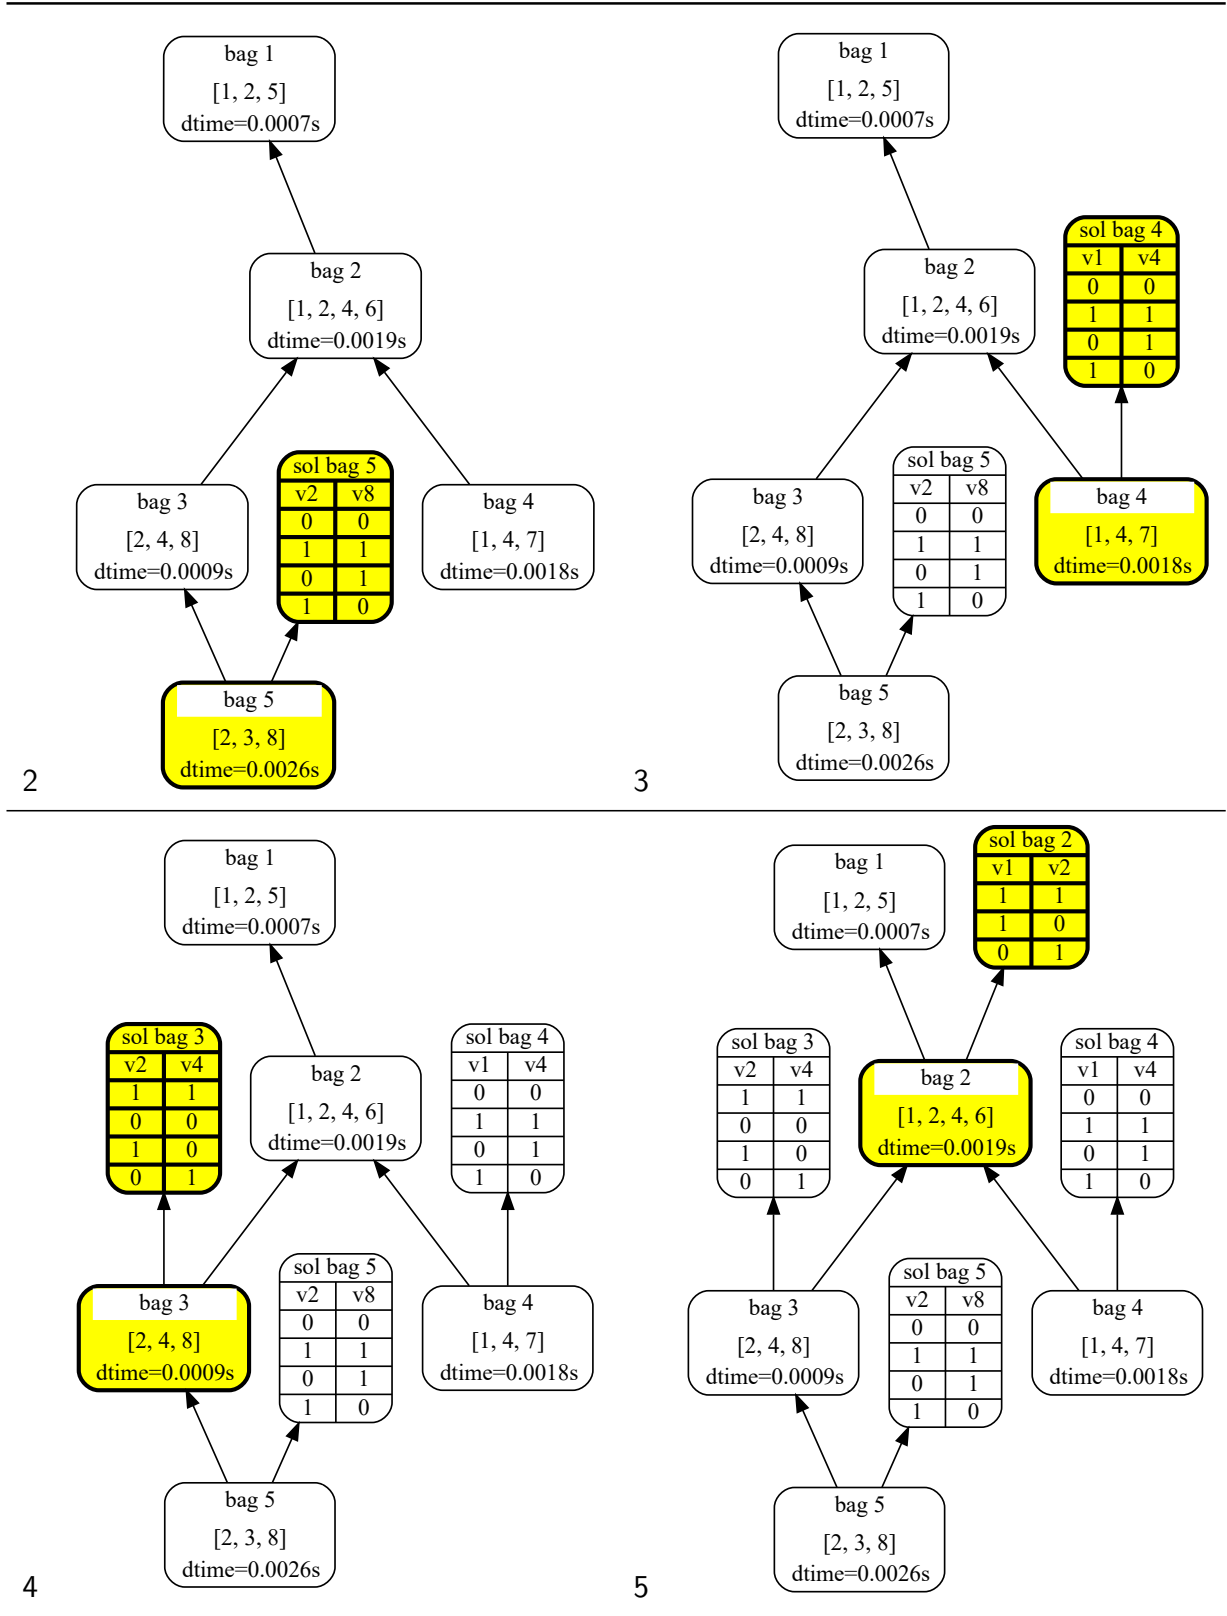 bag 1
[1, 2, 5]
dtime=0.0007s
bag 2
[1, 2, 4, 6]
dtime=0.0019s
bag 3
[2, 4, 8]
dtime=0.0009s
sol bag 5
v2 v8
0 0
1 1
0 1
1 0
bag 4
[1, 4, 7]
dtime=0.0018s
bag 5
[2, 3, 8]
dtime=0.0026s
2
bag 1
[1, 2, 5]
dtime=0.0007s
sol bag 4
v1 v4
0 0
1 1
0 1
1 0
bag 2
[1, 2, 4, 6]
dtime=0.0019s
bag 3
[2, 4, 8]
dtime=0.0009s
sol bag 5
v2 v8
0 0
1 1
0 1
1 0
bag 4
[1, 4, 7]
dtime=0.0018s
bag 5
[2, 3, 8]
dtime=0.0026s
3
bag 1
[1, 2, 5]
dtime=0.0007s
sol bag 3
v2 v4
1 1
0 0
1 0
0 1
bag 2
[1, 2, 4, 6]
dtime=0.0019s
sol bag 4
v1 v4
0 0
1 1
0 1
1 0
bag 3
[2, 4, 8]
dtime=0.0009s
sol bag 5
v2 v8
0 0
1 1
0 1
1 0
bag 4
[1, 4, 7]
dtime=0.0018s
bag 5
[2, 3, 8]
dtime=0.0026s
4
bag 1
[1, 2, 5]
dtime=0.0007s
sol bag 2
v1 v2
1 1
1 0
0 1
sol bag 3
v2 v4
1 1
0 0
1 0
0 1
bag 2
[1, 2, 4, 6]
dtime=0.0019s
sol bag 4
v1 v4
0 0
1 1
0 1
1 0
bag 3
[2, 4, 8]
dtime=0.0009s
sol bag 5
v2 v8
0 0
1 1
0 1
1 0
bag 4
[1, 4, 7]
dtime=0.0018s
bag 5
[2, 3, 8]
dtime=0.0026s
5